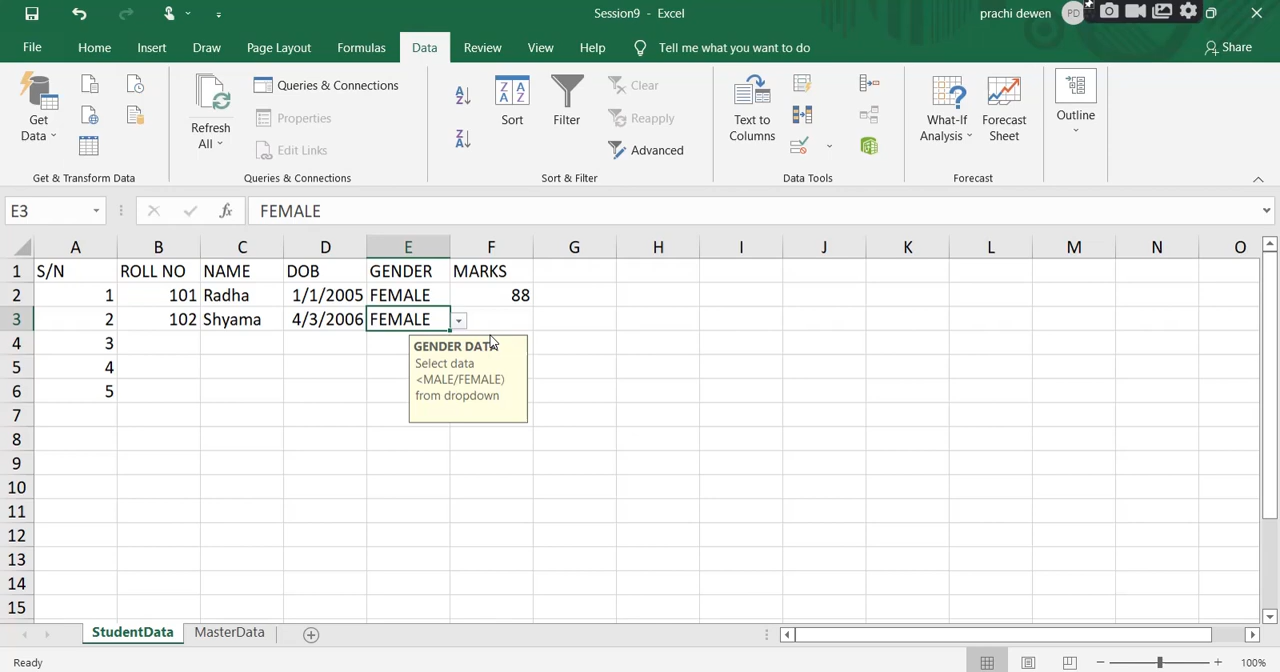 Session9 - Excel
prachi dewen PD
File Home Insert Draw Page Layout Formulas Data Review View Help Tell me what you want to do Share
Get Data
Refresh All
Queries & Connections
Properties
Edit Links
Sort
Filter
Clear
Reapply
Advanced
Text to Columns
What-If Analysis
Forecast Sheet
Outline
Get & Transform Data Queries & Connections Sort & Filter Data Tools Forecast
E3 fx FEMALE
A B C D E F G H I J K L M N O
1 S/N ROLL NO NAME DOB GENDER MARKS
2 1 101 Radha 1/1/2005 FEMALE 88
3 2 102 Shyama 4/3/2006 FEMALE
4 3
5 4
6 5
7
8
9
10
11
12
13
14
15
GENDER DATA
Select data
<MALE/FEMALE)
from dropdown
StudentData MasterData
Ready 100%